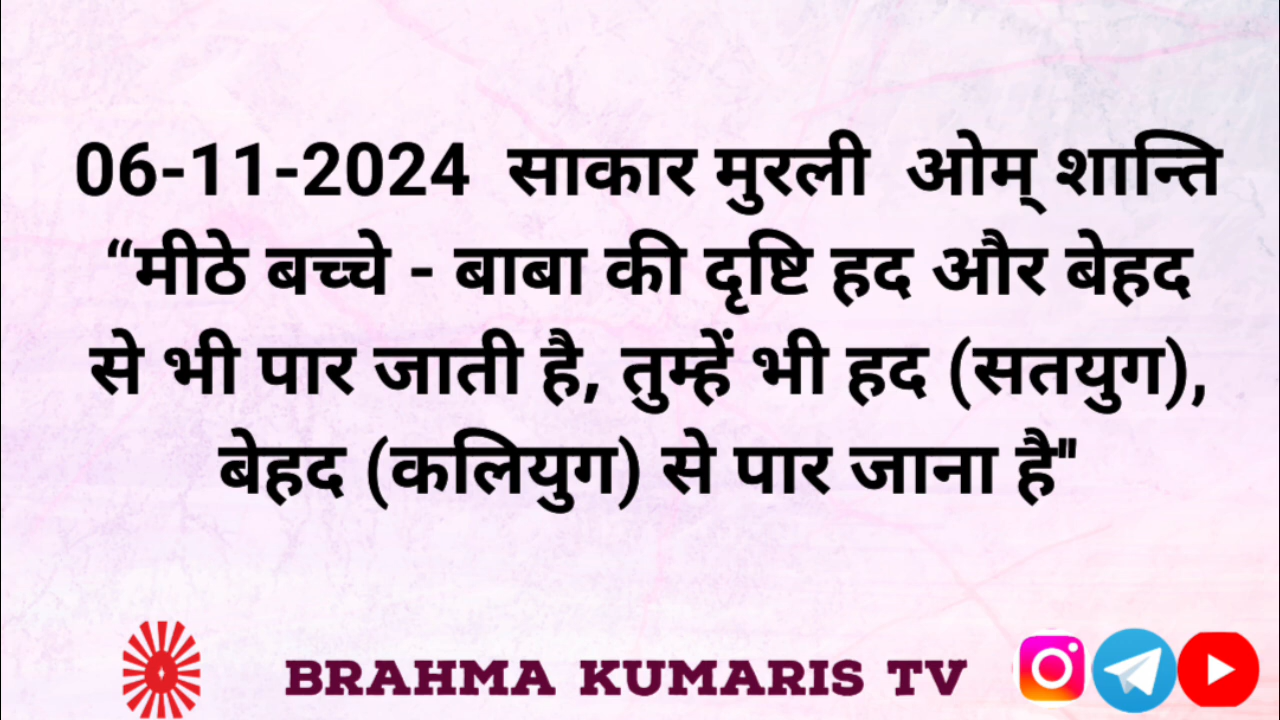 06-11-2024 साकार मुरली ओम् शान्ति
“मीठे बच्चे - बाबा की दृष्टि हद और बेहद
से भी पार जाती है, तुम्हें भी हद (सतयुग),
बेहद (कलियुग) से पार जाना है"
BRAHMA KUMARIS TV